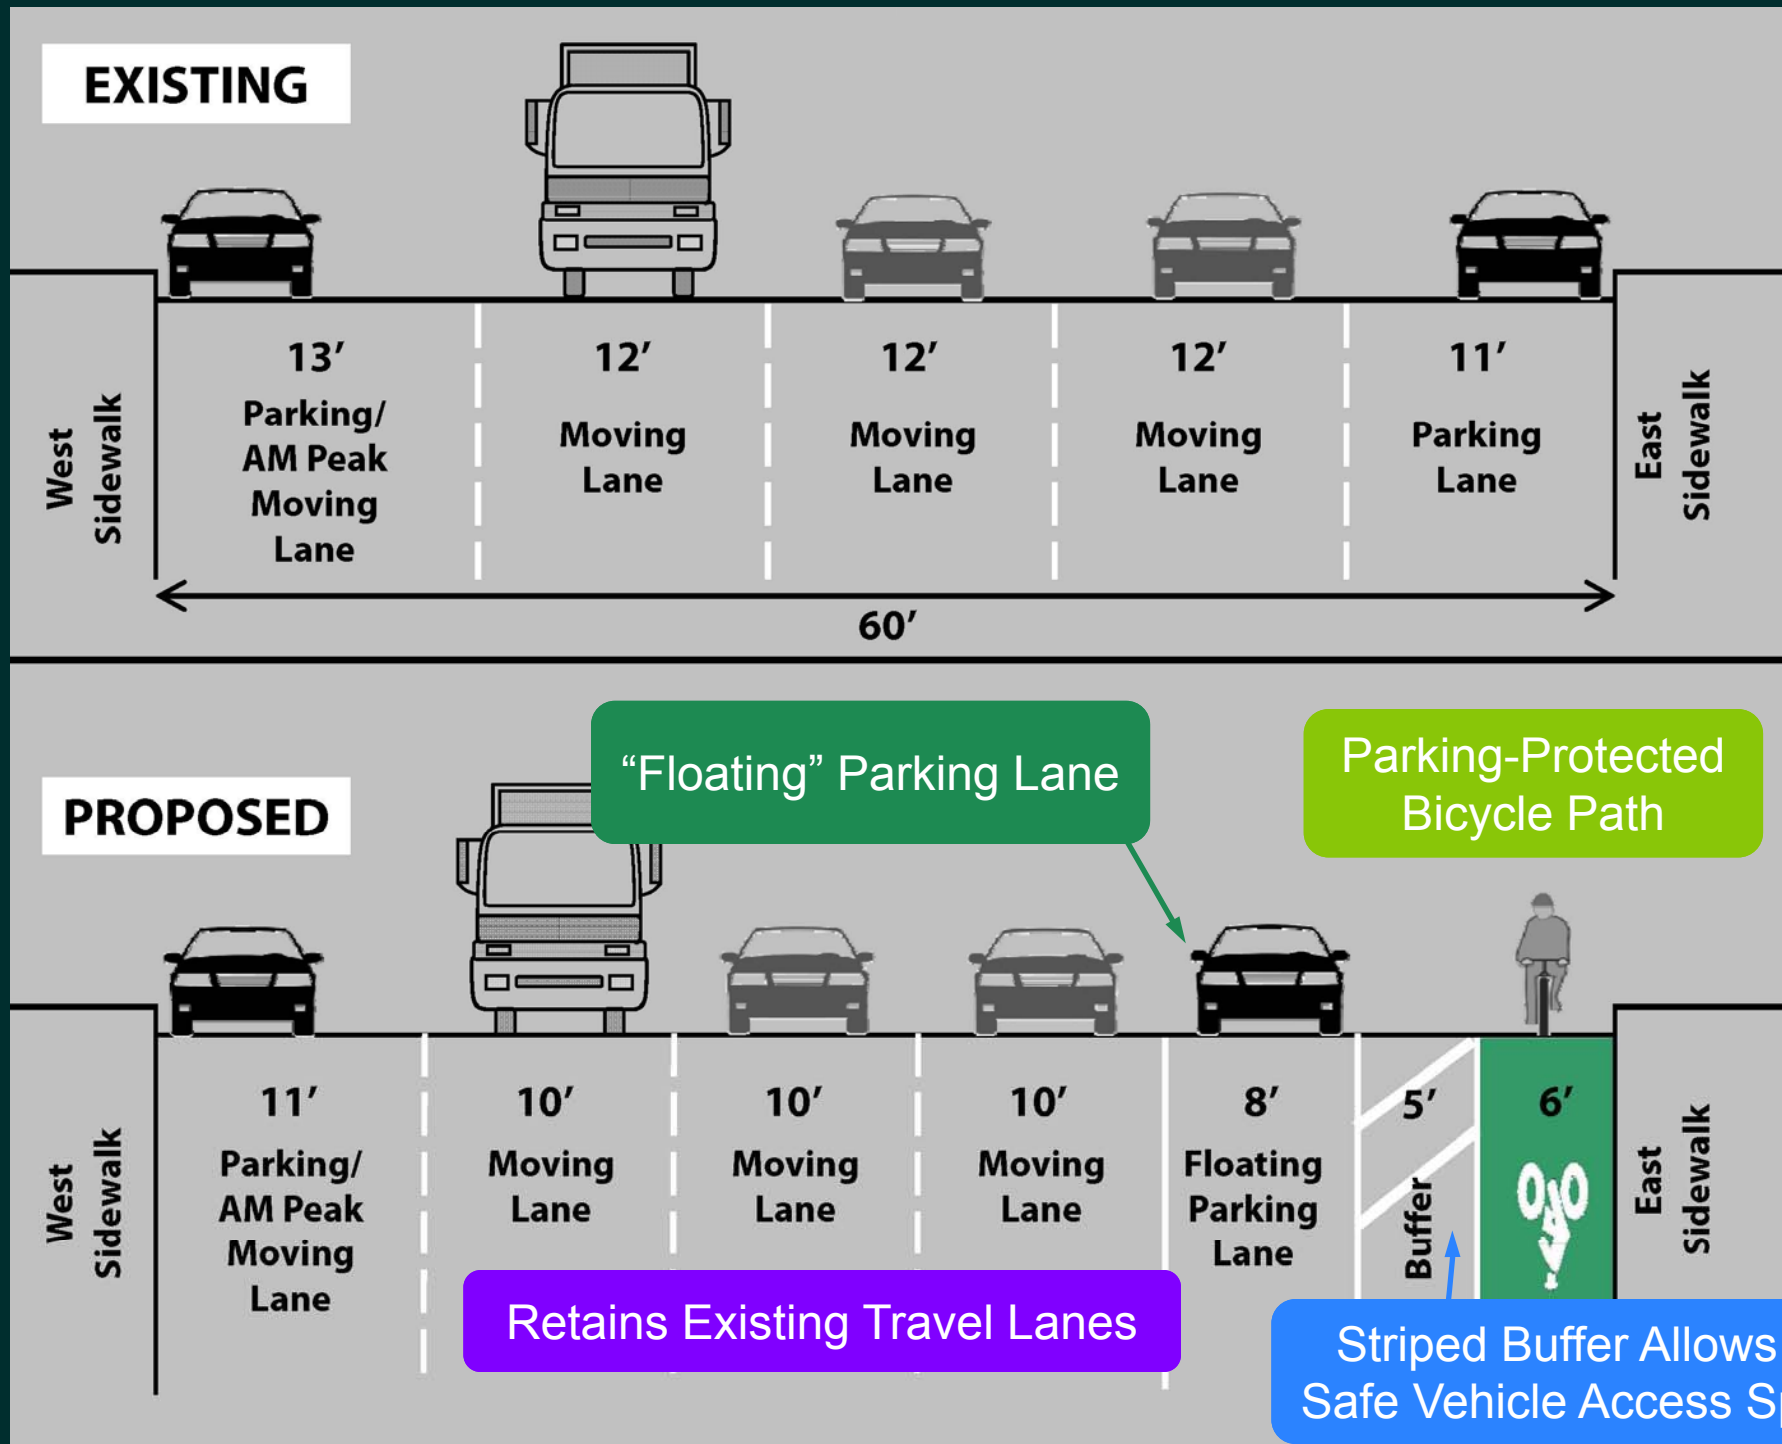 EXISTING
13′
Parking/
AM Peak
Moving
Lane
12′
Moving
Lane
12′
Moving
Lane
12′
Moving
Lane
11′
Parking
Lane
West
Sidewalk
East
Sidewalk
60′
PROPOSED
“Floating” Parking Lane
Parking-Protected
Bicycle Path
11′
Parking/
AM Peak
Moving
Lane
10′
Moving
Lane
10′
Moving
Lane
10′
Moving
Lane
8′
Floating
Parking
Lane
5′
Buffer
6′
West
Sidewalk
East
Sidewalk
Retains Existing Travel Lanes
Striped Buffer Allows
Safe Vehicle Access